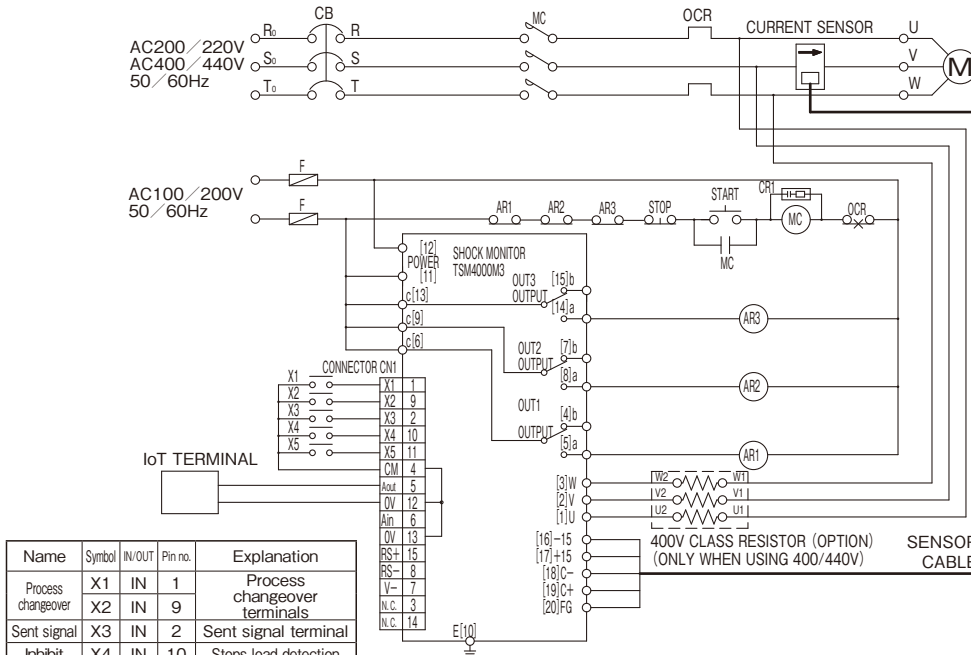 CB
MC
OCR
CURRENT SENSOR
AC200／220V
AC400／440V
50／60Hz
R₀ R
S₀ S
T₀ T
U
V
W
M
AC100／200V
50／60Hz
F
F
AR1 AR2 AR3 STOP START CR1 MC OCR
MC
[12]
POWER
[11]
SHOCK MONITOR
TSM4000M3
c[13]
c[9]
c[6]
OUT3
OUTPUT
[15]b
[14]a
AR3
OUT2
OUTPUT
[7]b
[8]a
AR2
OUT1
OUTPUT
[4]b
[5]a
AR1
CONNECTOR CN1
X1 X1 1
X2 X2 9
X3 X3 2
X4 X4 10
X5 X5 11
CM 4
Aout 5
0V 12
Ain 6
0V 13
RS+ 15
RS− 8
V− 7
N.C. 3
N.C. 14
IoT TERMINAL
[3]W W2 W1
[2]V V2 V1
[1]U U2 U1
400V CLASS RESISTOR (OPTION)
(ONLY WHEN USING 400/440V)
[16]−15
[17]+15
[18]C−
[19]C+
[20]FG
SENSOR
CABLE
E[10]
Name Symbol IN/OUT Pin no. Explanation
Process changeover X1 IN 1 Process changeover terminals
X2 IN 9
Sent signal X3 IN 2 Sent signal terminal
Inhibit X4 IN 10 Stops load detection